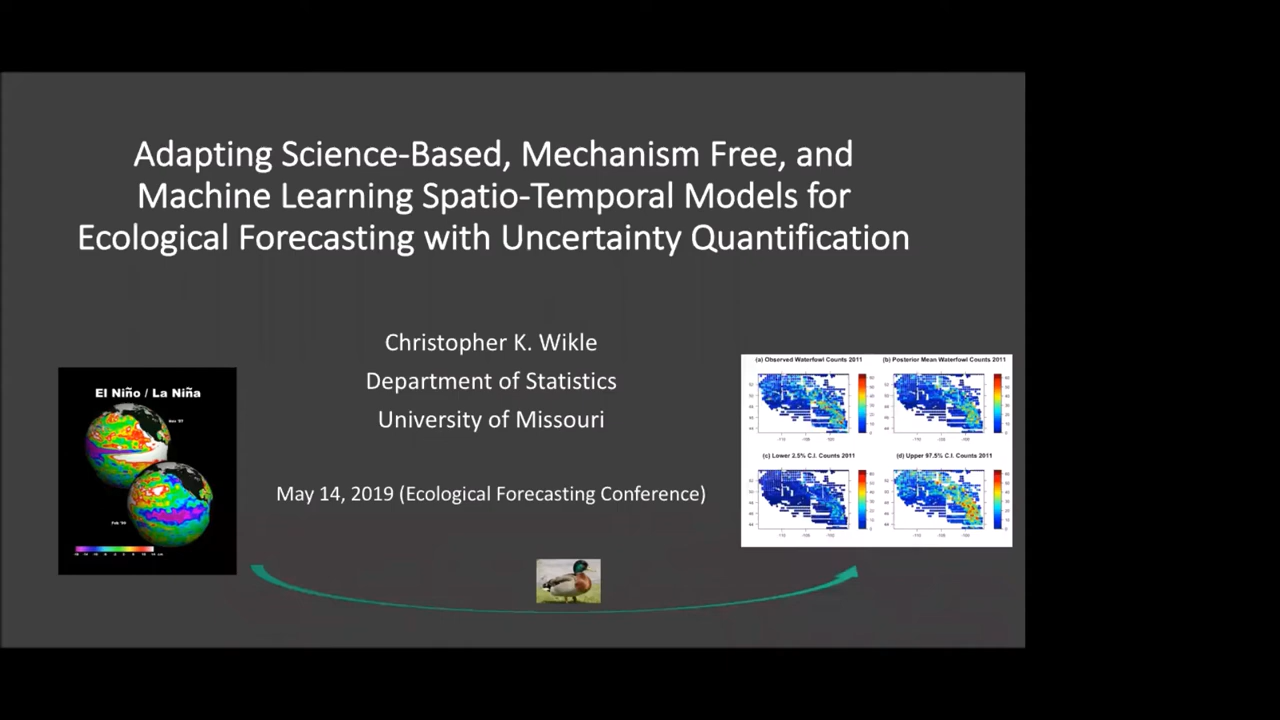 Adapting Science-Based, Mechanism Free, and
Machine Learning Spatio-Temporal Models for
Ecological Forecasting with Uncertainty Quantification
Christopher K. Wikle
Department of Statistics
University of Missouri
May 14, 2019 (Ecological Forecasting Conference)
El Niño / La Niña
(a) Observed Waterfowl Counts 2011
(b) Posterior Mean Waterfowl Counts 2011
(c) Lower 2.5% C.I. Counts 2011
(d) Upper 97.5% C.I. Counts 2011